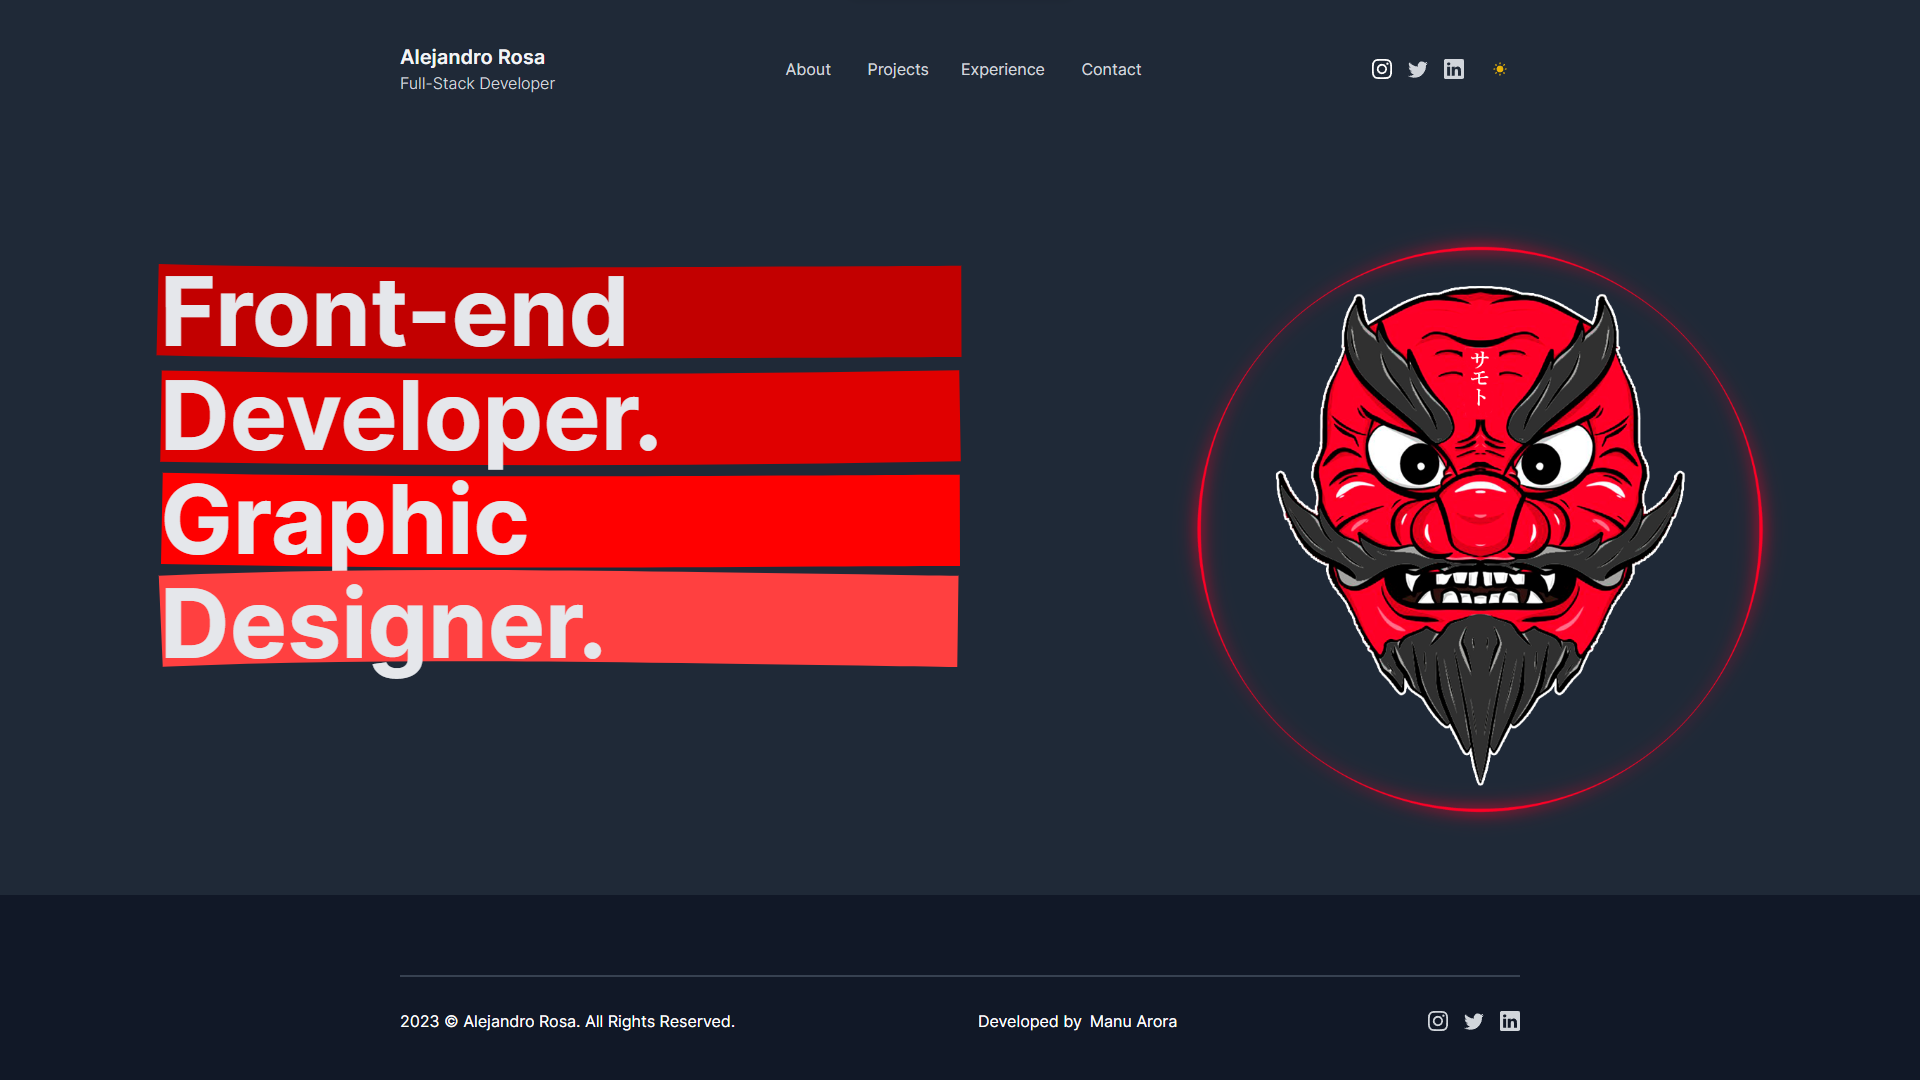 Alejandro Rosa
Full-Stack Developer
About Projects Experience Contact
Front-end
Developer.
Graphic
Designer.
サモト
2023 © Alejandro Rosa. All Rights Reserved.
Developed by Manu Arora